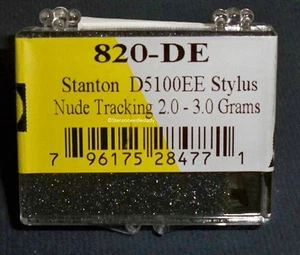 820-DE
Stanton D5100EE Stylus
Nude Tracking 2.0 - 3.0 Grams
7 96175 28477 1